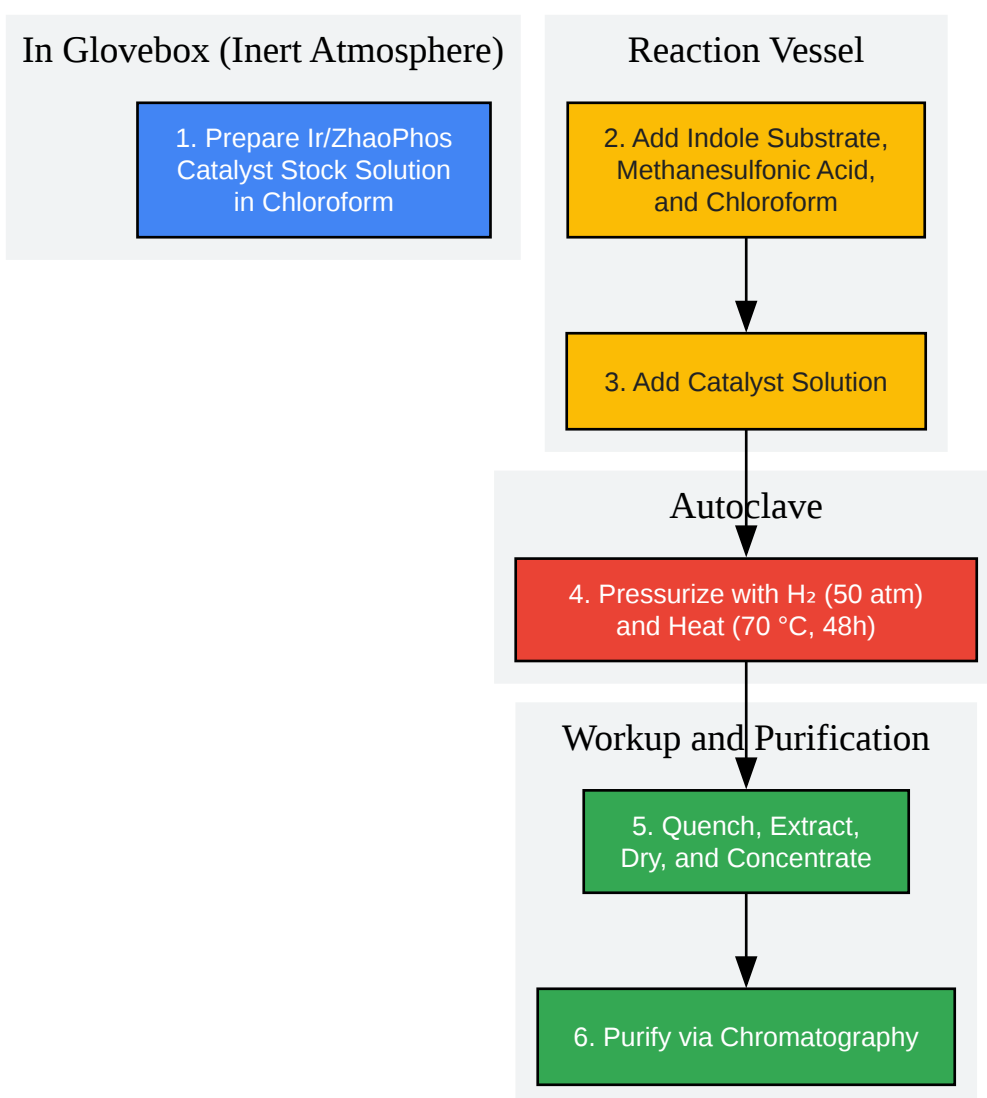 In Glovebox (Inert Atmosphere)
1. Prepare Ir/ZhaoPhos
Catalyst Stock Solution
in Chloroform
Reaction Vessel
2. Add Indole Substrate,
Methanesulfonic Acid,
and Chloroform
3. Add Catalyst Solution
Autoclave
4. Pressurize with H₂ (50 atm)
and Heat (70 °C, 48h)
Workup and Purification
5. Quench, Extract,
Dry, and Concentrate
6. Purify via Chromatography